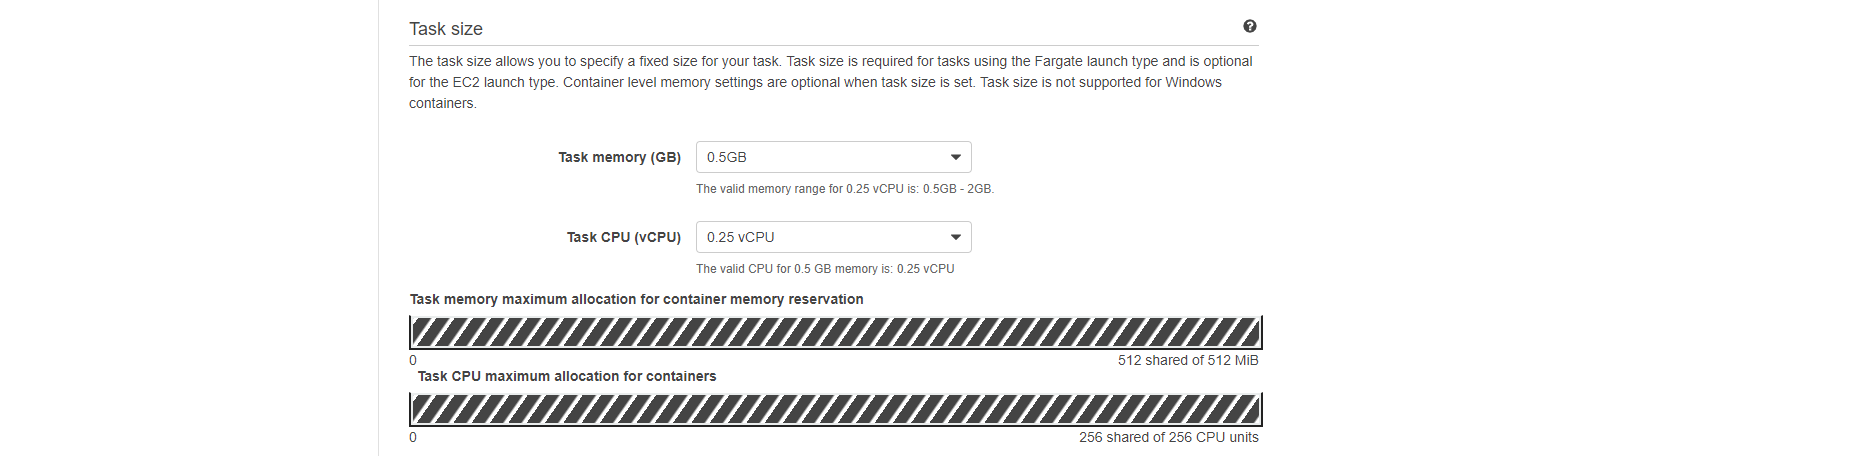 Task size
The task size allows you to specify a fixed size for your task. Task size is required for tasks using the Fargate launch type and is optional
for the EC2 launch type. Container level memory settings are optional when task size is set. Task size is not supported for Windows
containers.
Task memory (GB)
0.5GB
The valid memory range for 0.25 vCPU is: 0.5GB - 2GB.
Task CPU (vCPU)
0.25 vCPU
The valid CPU for 0.5 GB memory is: 0.25 vCPU
Task memory maximum allocation for container memory reservation
0
512 shared of 512 MiB
Task CPU maximum allocation for containers
0
256 shared of 256 CPU units